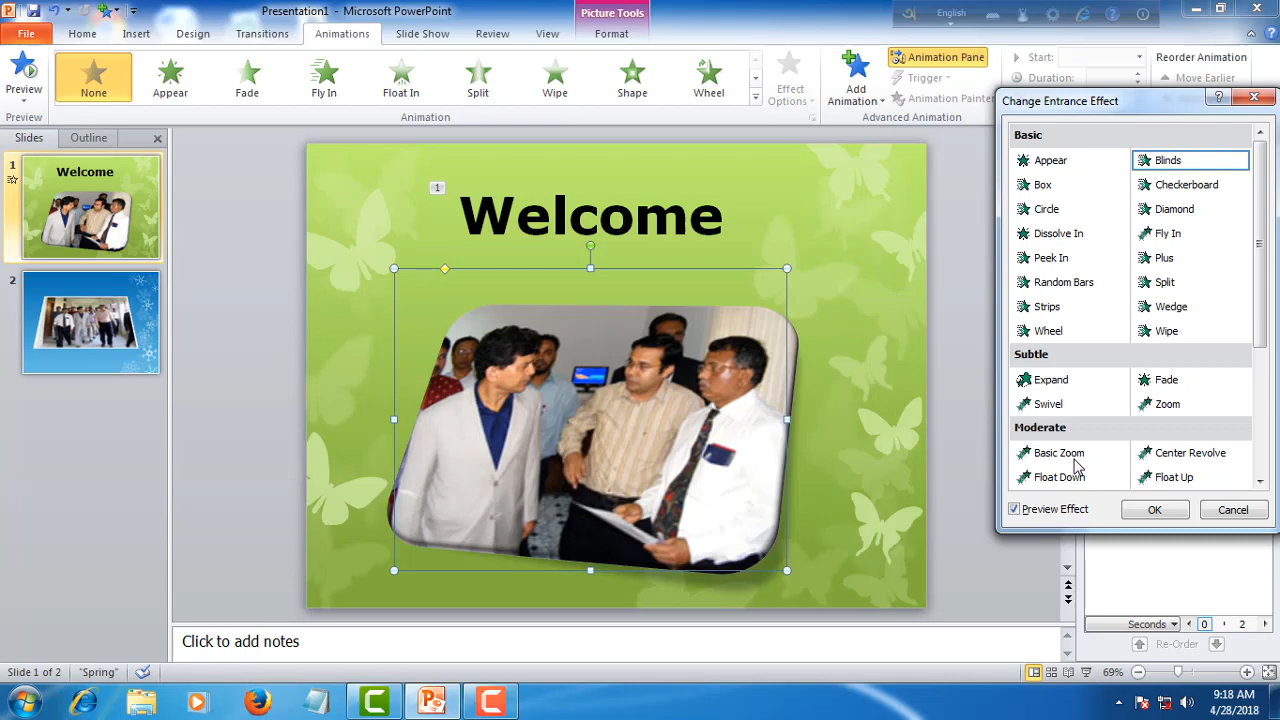 Presentation1 - Microsoft PowerPoint
Picture Tools
English
File
Home
Insert
Design
Transitions
Animations
Slide Show
Review
View
Format
Preview
None
Appear
Fade
Fly In
Float In
Split
Wipe
Shape
Wheel
Effect
Options
Add
Animation
Animation Pane
Trigger
Animation Painter
Start:
Duration:
Reorder Animation
Move Earlier
Preview
Animation
Advanced Animation
Slides
Outline
1
Welcome
2
1
Welcome
Change Entrance Effect
Basic
Appear
Blinds
Box
Checkerboard
Circle
Diamond
Dissolve In
Fly In
Peek In
Plus
Random Bars
Split
Strips
Wedge
Wheel
Wipe
Subtle
Expand
Fade
Swivel
Zoom
Moderate
Basic Zoom
Center Revolve
Float Down
Float Up
Preview Effect
OK
Cancel
Seconds
0
2
Re-Order
Click to add notes
Slide 1 of 2
"Spring"
69%
9:18 AM
4/28/2018